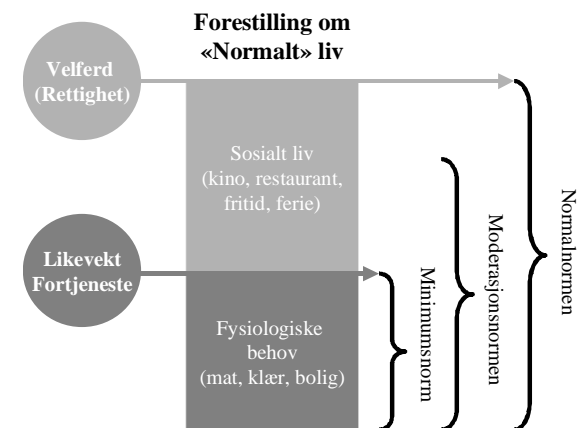 Forestilling om
«Normalt» liv
Velferd
(Rettighet)
Sosialt liv
(kino, restaurant,
fritid, ferie)
Likevekt
Fortjeneste
Fysiologiske
behov
(mat, klær, bolig)
Minimumsnorm
Moderasjonsnormen
Normalnormen